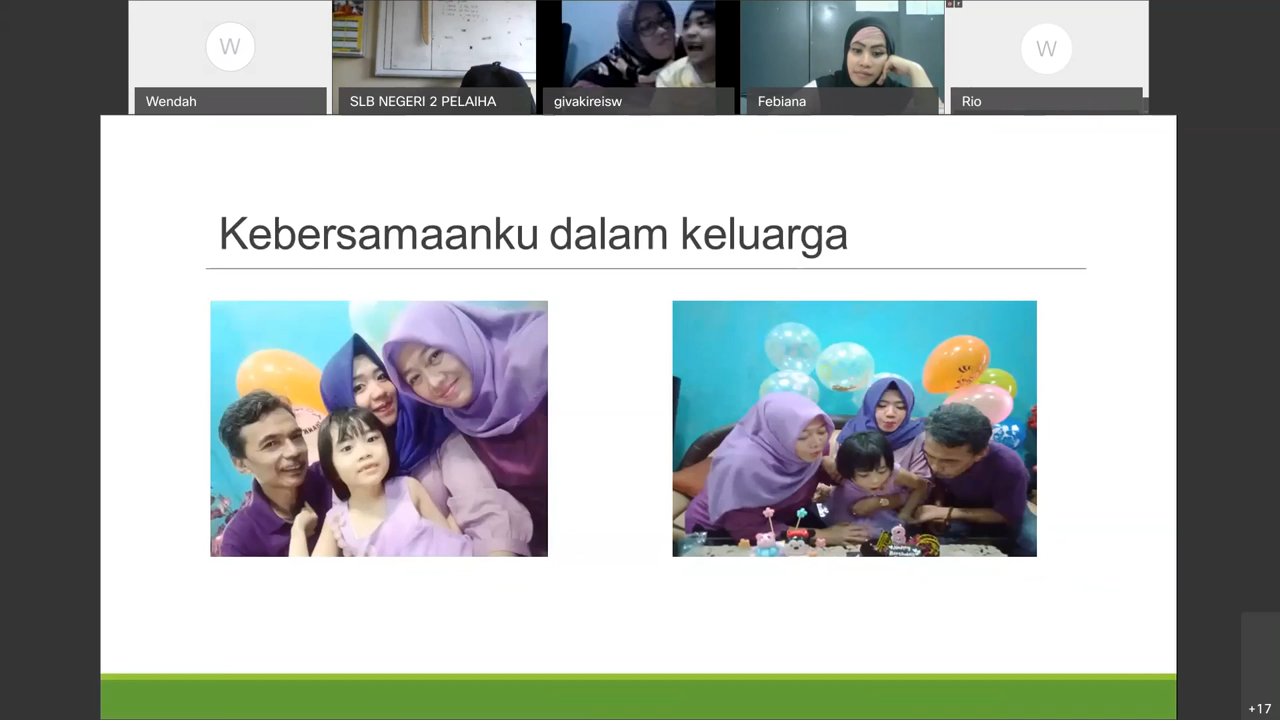 W
Wendah
SLB NEGERI 2 PELAIHA
givakireisw
Febiana
W
Rio
Kebersamaanku dalam keluarga
+17